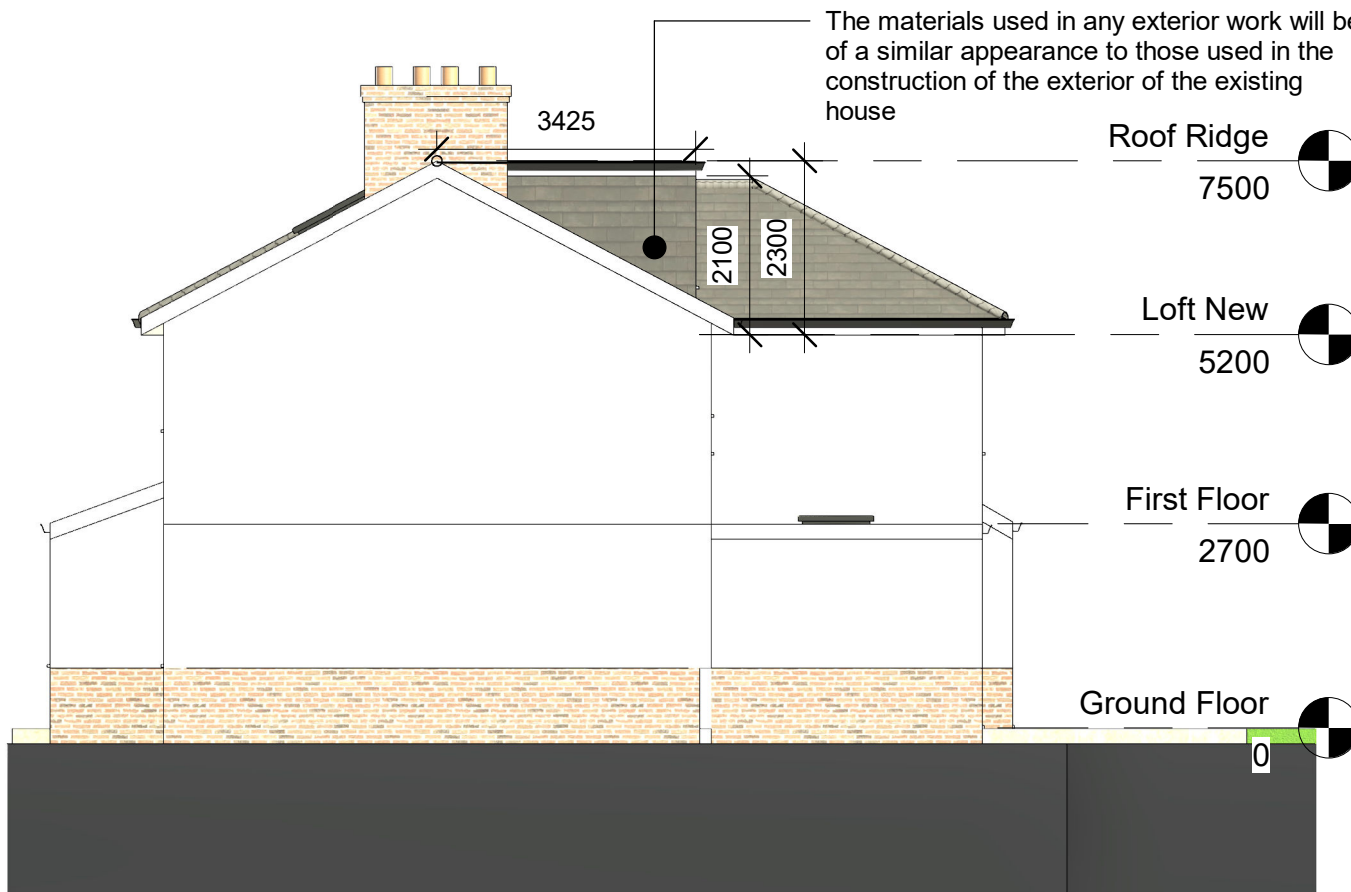 The materials used in any exterior work will be
of a similar appearance to those used in the
construction of the exterior of the existing
house
3425
Roof Ridge
7500
2100
2300
Loft New
5200
First Floor
2700
Ground Floor
0